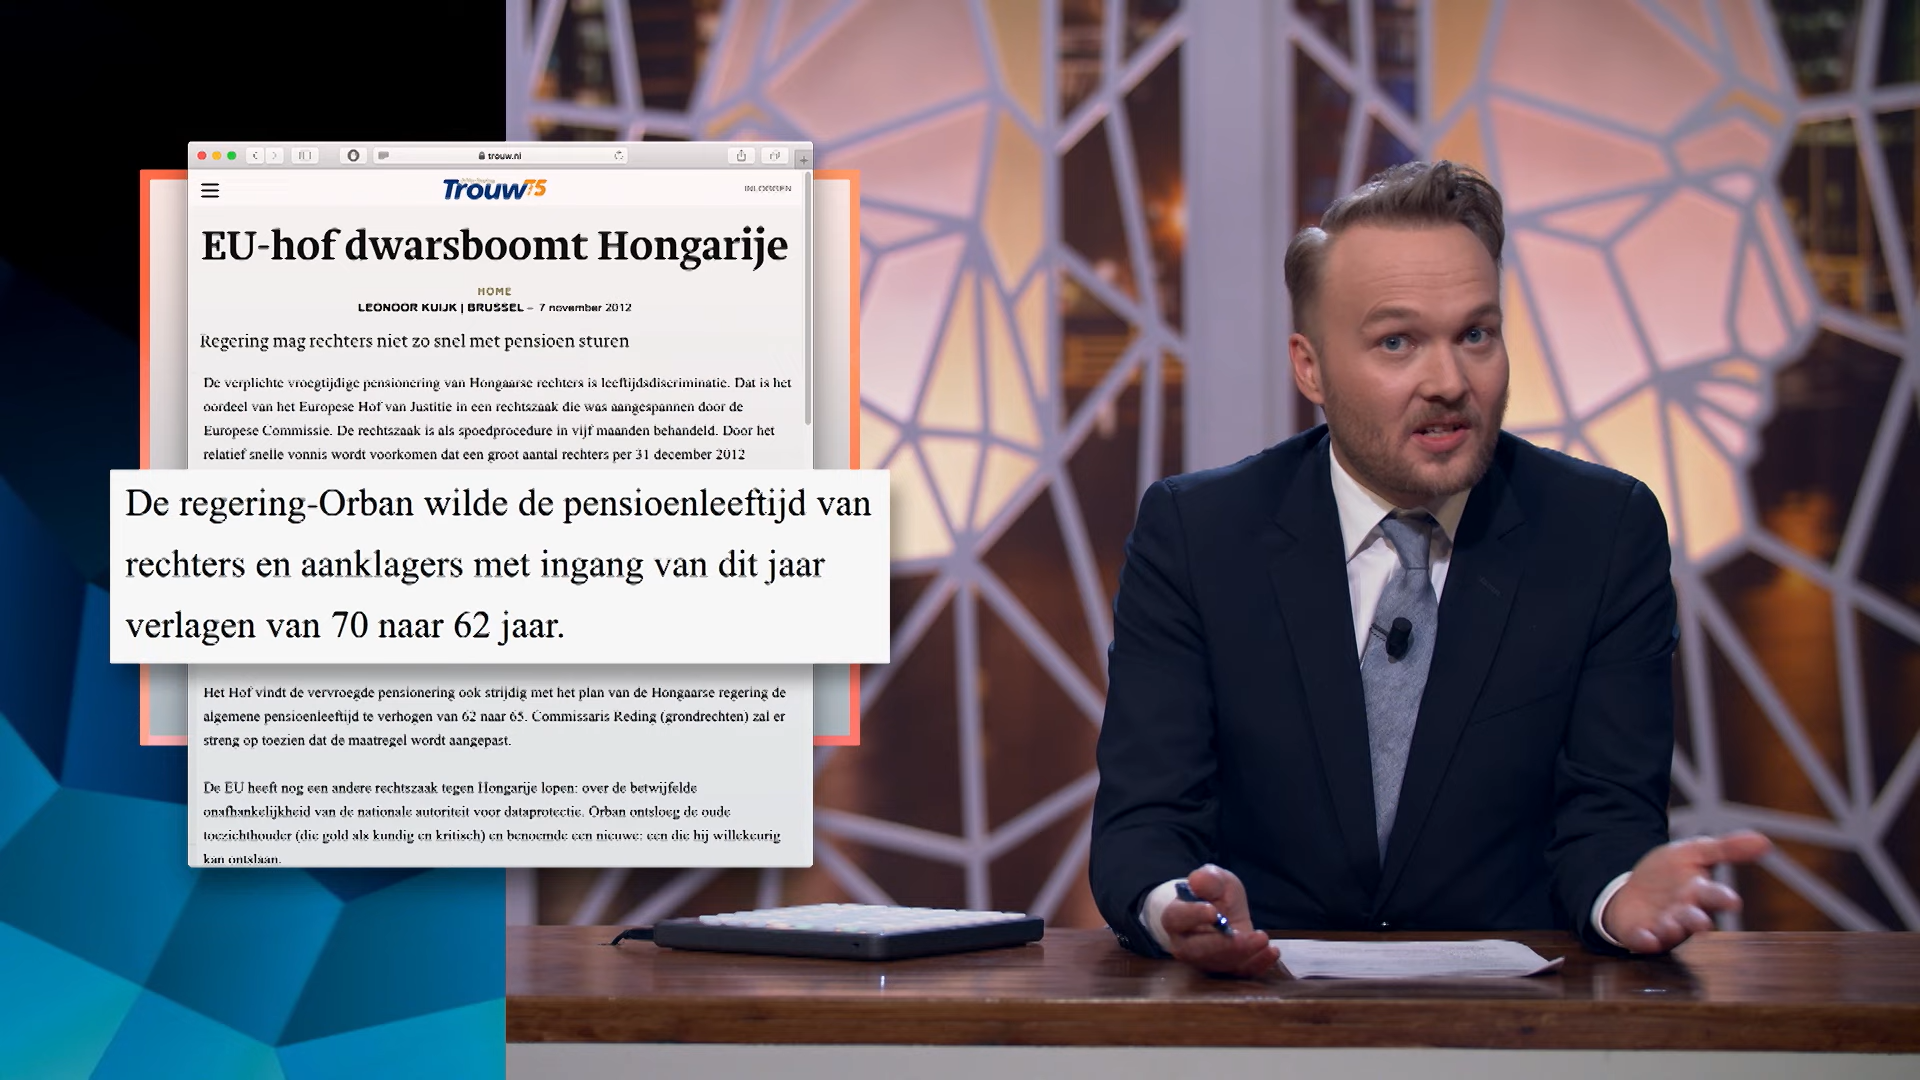 trouw.nl
Trouw 75
INLOGGEN
EU-hof dwarsboomt Hongarije
HOME
LEONOOR KUIJK | BRUSSEL – 7 november 2012
Regering mag rechters niet zo snel met pensioen sturen
De verplichte vroegtijdige pensionering van Hongaarse rechters is leeftijdsdiscriminatie. Dat is het
oordeel van het Europese Hof van Justitie in een rechtszaak die was aangespannen door de
Europese Commissie. De rechtszaak is als spoedprocedure in vijf maanden behandeld. Door het
relatief snelle vonnis wordt voorkomen dat een groot aantal rechters per 31 december 2012
De regering-Orban wilde de pensioenleeftijd van
rechters en aanklagers met ingang van dit jaar
verlagen van 70 naar 62 jaar.
Het Hof vindt de vervroegde pensionering ook strijdig met het plan van de Hongaarse regering de
algemene pensioenleeftijd te verhogen van 62 naar 65. Commissaris Reding (grondrechten) zal er
streng op toezien dat de maatregel wordt aangepast.
De EU heeft nog een andere rechtszaak tegen Hongarije lopen: over de betwijfelde
onafhankelijkheid van de nationale autoriteit voor dataprotectie. Orban ontsloeg de oude
toezichthouder (die gold als kundig en kritisch) en benoemde een nieuwe: een die hij willekeurig
kan ontslaan.